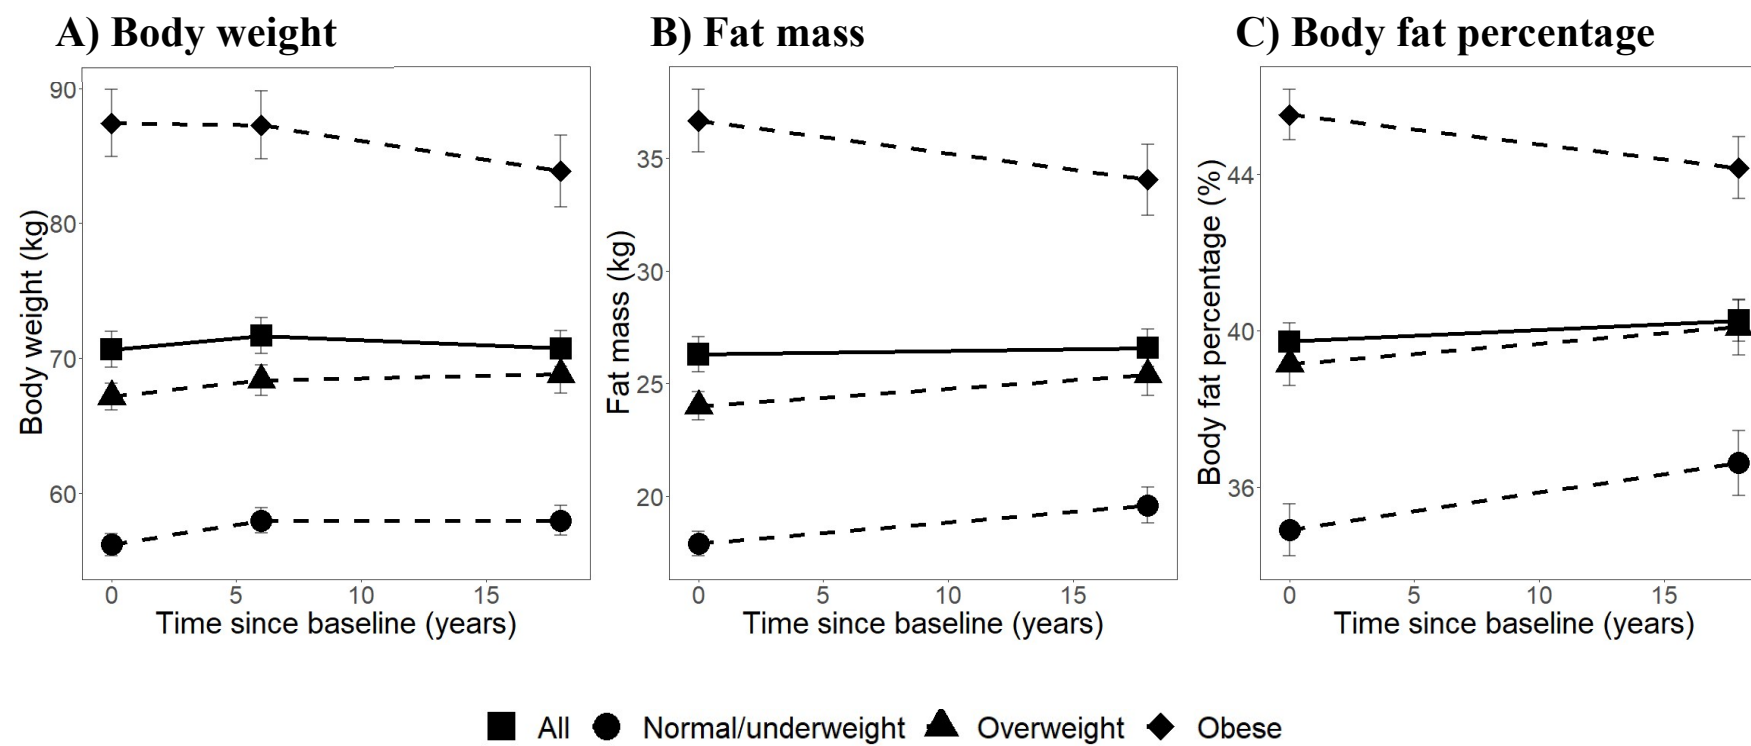 A) Body weight
B) Fat mass
C) Body fat percentage
Body weight (kg)
90
80
70
60
0 5 10 15
Time since baseline (years)
Fat mass (kg)
35
30
25
20
0 5 10 15
Time since baseline (years)
Body fat percentage (%)
44
40
36
0 5 10 15
Time since baseline (years)
All Normal/underweight Overweight Obese